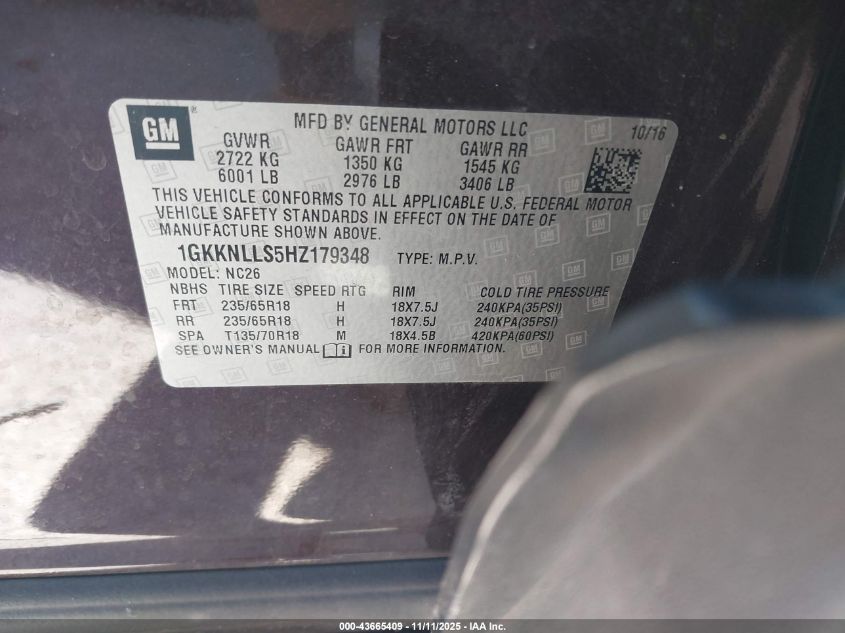 GM
MFD BY GENERAL MOTORS LLC 10/16
GVWR GAWR FRT GAWR RR
2722 KG 1350 KG 1545 KG
6001 LB 2976 LB 3406 LB
THIS VEHICLE CONFORMS TO ALL APPLICABLE U.S. FEDERAL MOTOR
VEHICLE SAFETY STANDARDS IN EFFECT ON THE DATE OF
MANUFACTURE SHOWN ABOVE.
1GKKNLLS5HZ179348 TYPE: M.P.V.
MODEL: NC26
NBHS TIRE SIZE SPEED RTG RIM COLD TIRE PRESSURE
FRT 235/65R18 H 18X7.5J 240KPA(35PSI)
RR 235/65R18 H 18X7.5J 240KPA(35PSI)
SPA T135/70R18 M 18X4.5B 420KPA(60PSI)
SEE OWNER'S MANUAL FOR MORE INFORMATION.
000-43665409 - 11/11/2025 - © IAA Inc.